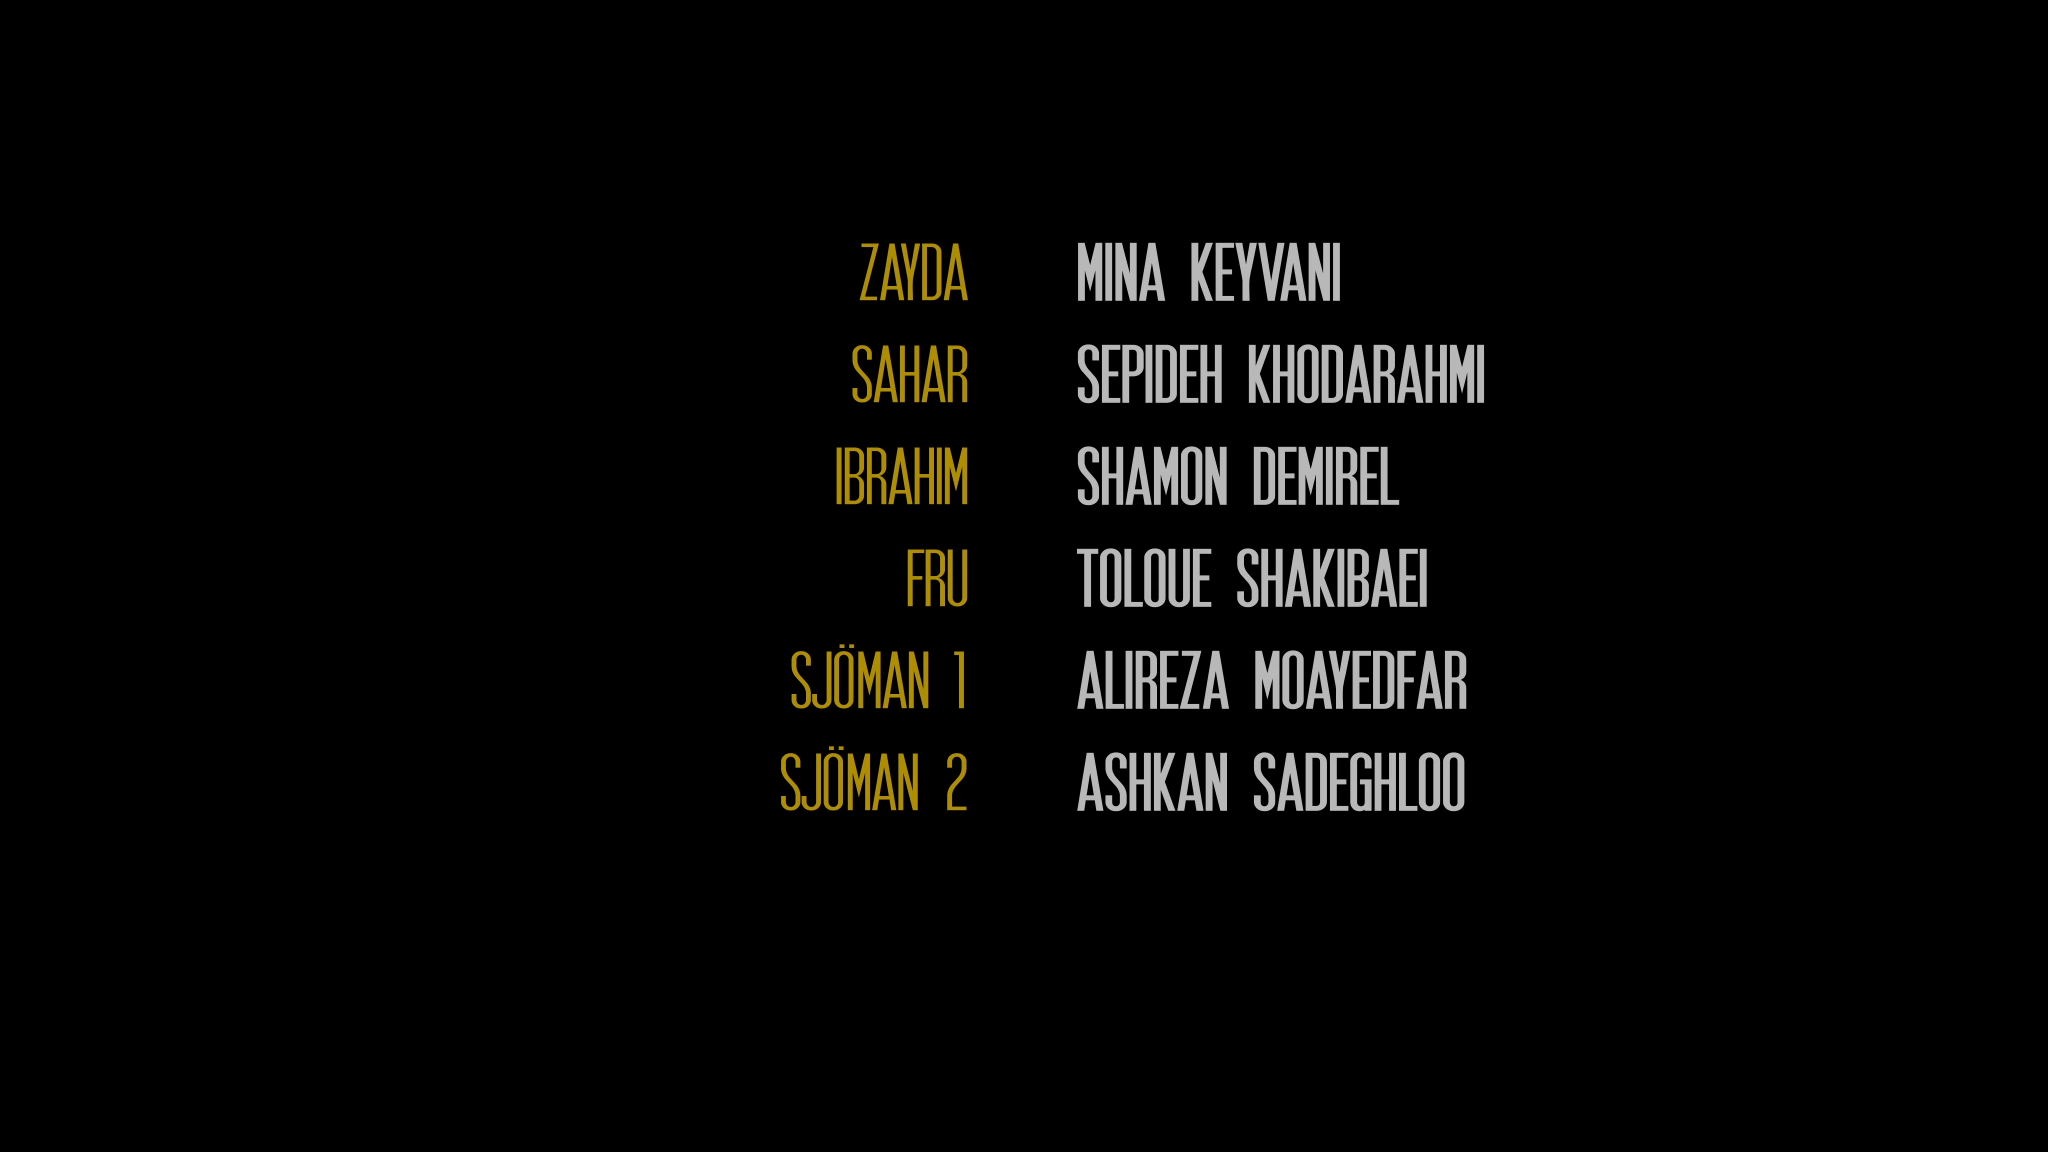 ZAYDA MINA KEYVANI
SAHAR SEPIDEH KHODARAHMI
IBRAHIM SHAMON DEMIREL
FRU TOLOUE SHAKIBAEI
SJÖMAN 1 ALIREZA MOAYEDFAR
SJÖMAN 2 ASHKAN SADEGHLOO